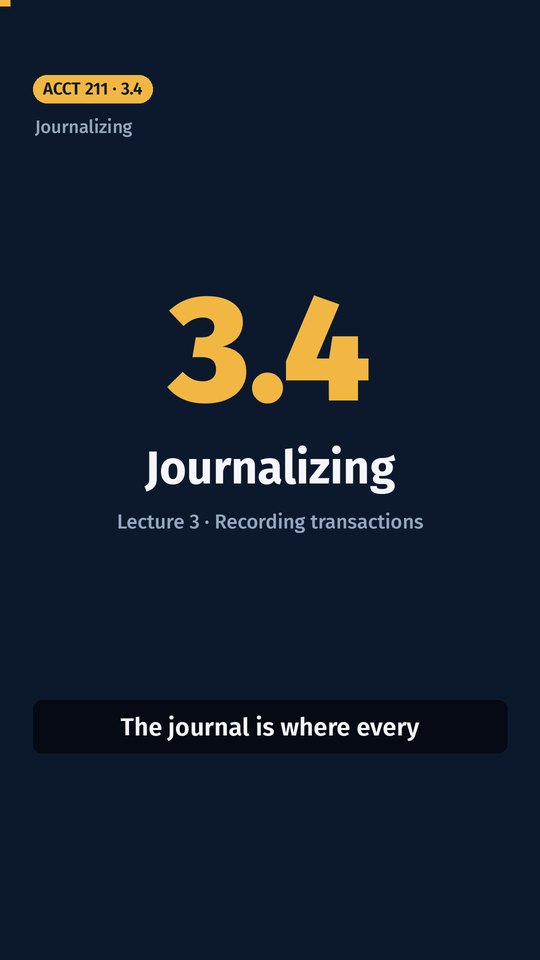 ACCT 211 · 3.4
Journalizing
3.4
Journalizing
Lecture 3 · Recording transactions
The journal is where every